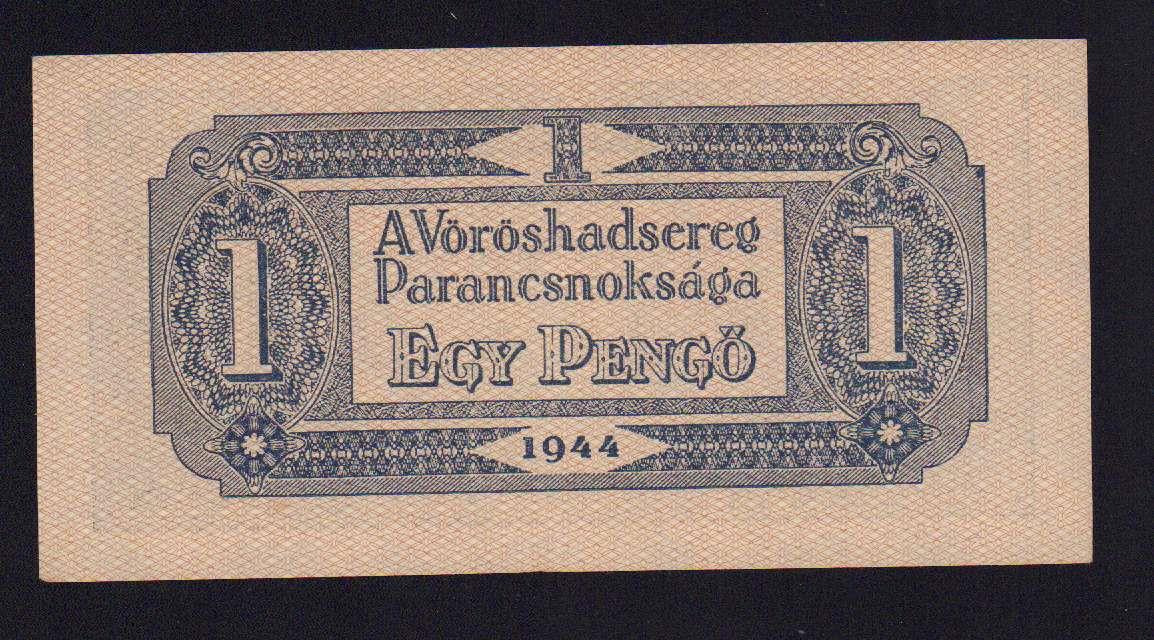 1
A Vöröshadsereg
Parancsnoksága
EGY PENGŐ
1 1
1944